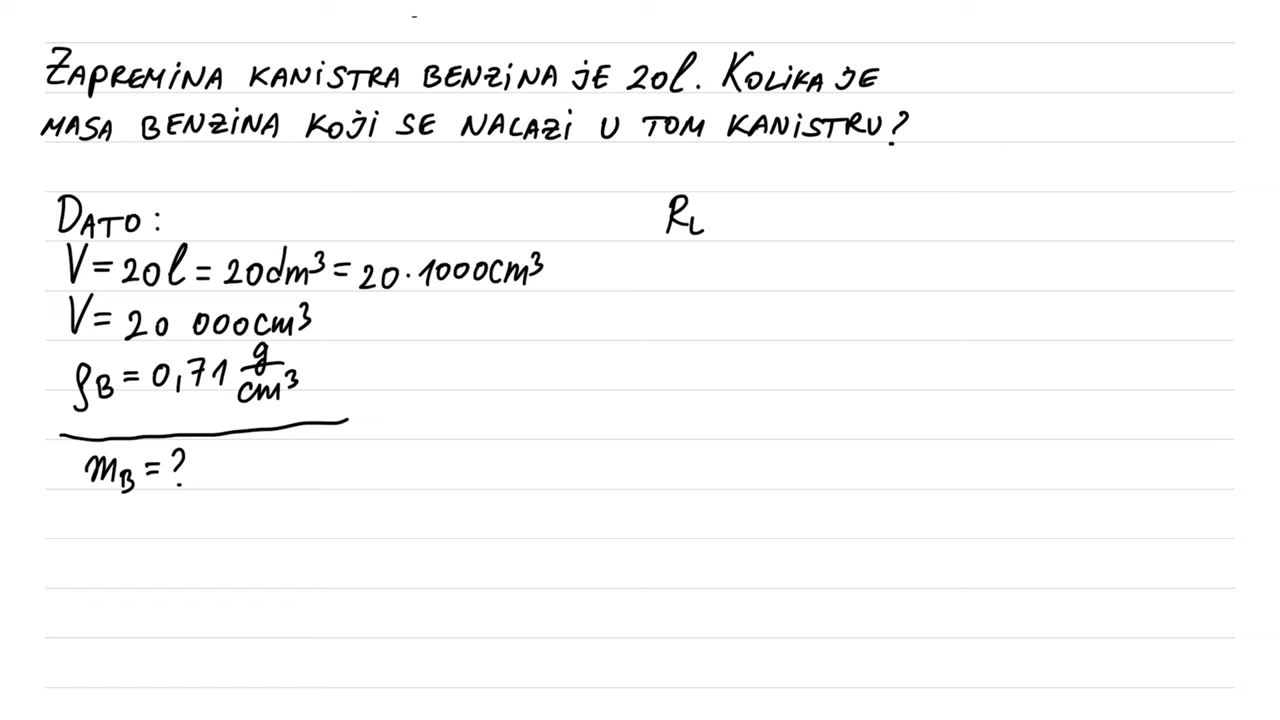 ZAPREMINA KANISTRA BENZINA JE 20l. KOLIKA JE
MASA BENZINA KOJI SE NALAZI U TOM KANISTRU?
DATO:
RL
V=20l=20dm³=20·1000cm³
V=20 000cm³
ρB=0,71 g/cm³
mB=?